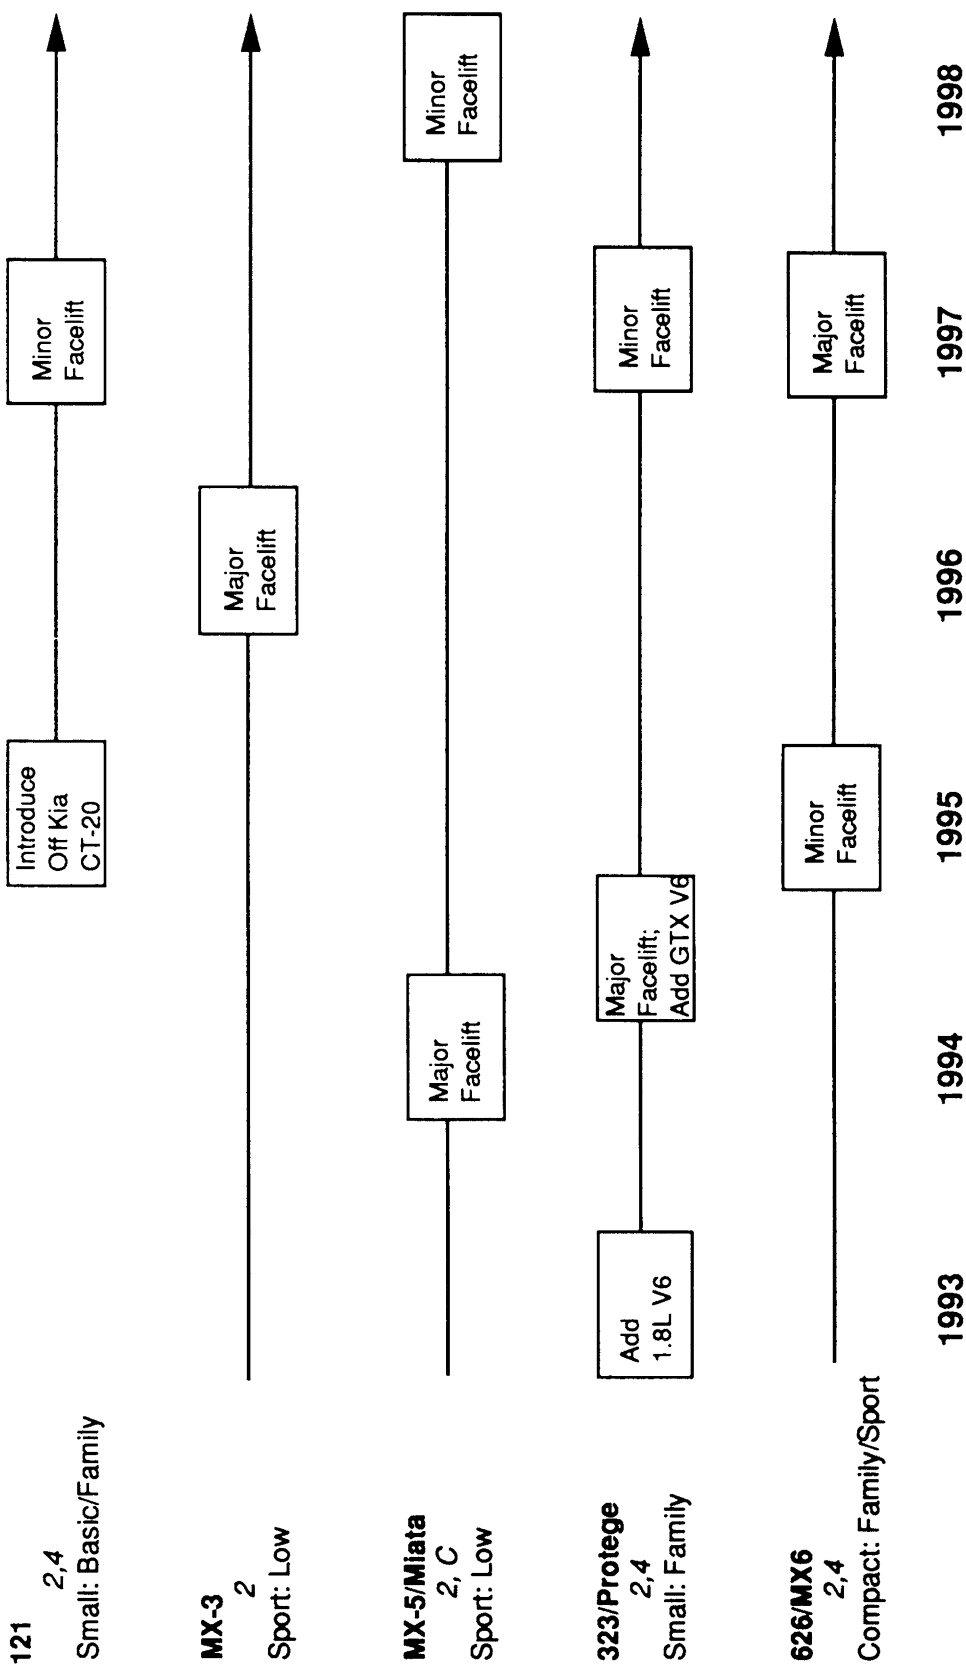 121
2,4
Small: Basic/Family
Introduce
Off Kia
CT-20
Minor
Facelift
MX-3
2
Sport: Low
Major
Facelift
MX-5/Miata
2, C
Sport: Low
Major
Facelift
Minor
Facelift
323/Protege
2,4
Small: Family
Add
1.8L V6
Major
Facelift;
Add GTX V6
Minor
Facelift
626/MX6
2,4
Compact: Family/Sport
Minor
Facelift
Major
Facelift
1993
1994
1995
1996
1997
1998